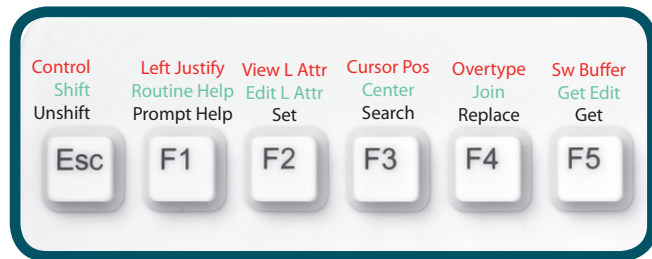 Control Left Justify View L Attr Cursor Pos Overtype Sw Buffer
Shift Routine Help Edit L Attr Center Join Get Edit
Unshift Prompt Help Set Search Replace Get
Esc F1 F2 F3 F4 F5